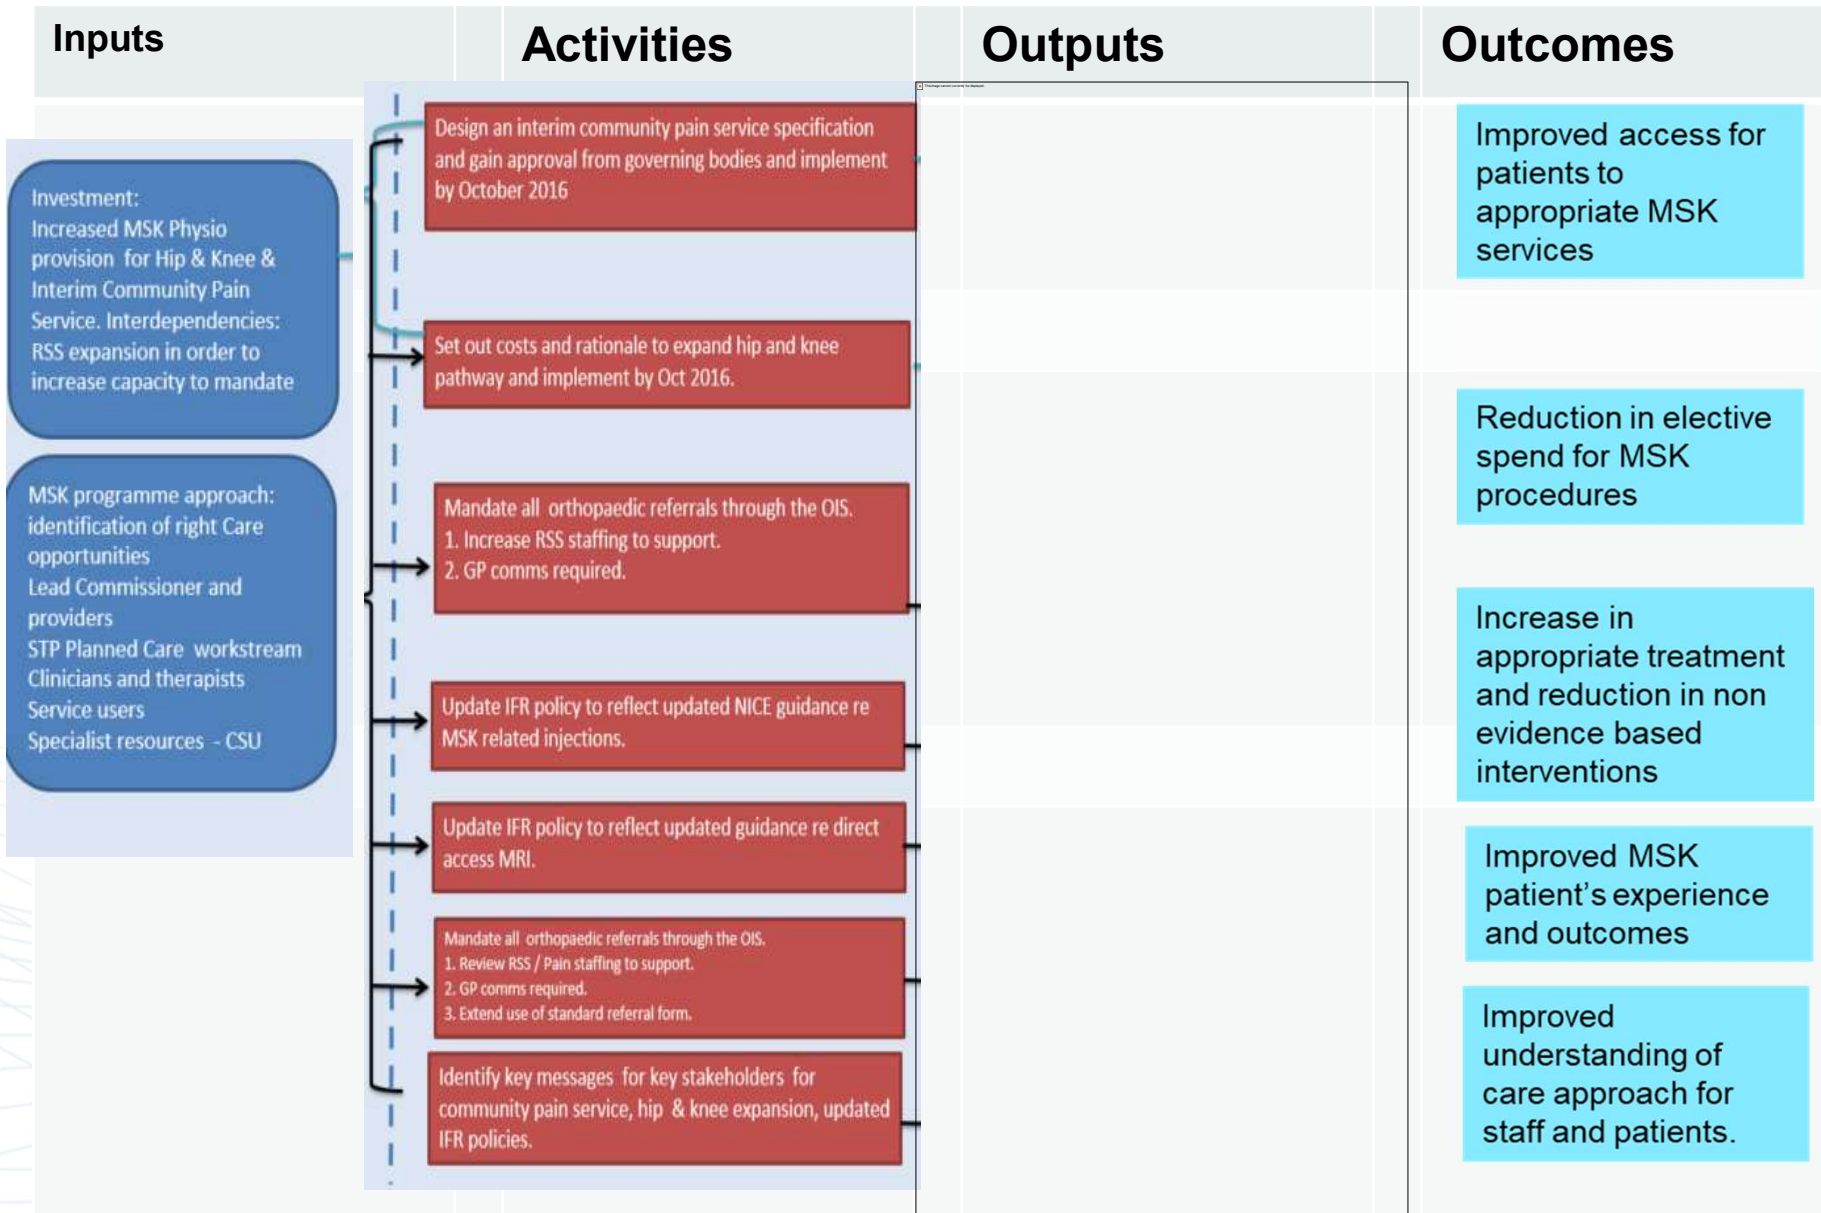 Inputs
Activities
Outputs
Outcomes
Investment:
Increased MSK Physio
provision for Hip & Knee &
Interim Community Pain
Service. Interdependencies:
RSS expansion in order to
increase capacity to mandate
MSK programme approach:
identification of right Care
opportunities
Lead Commissioner and
providers
STP Planned Care workstream
Clinicians and therapists
Service users
Specialist resources - CSU
Design an interim community pain service specification
and gain approval from governing bodies and implement
by October 2016
Set out costs and rationale to expand hip and knee
pathway and implement by Oct 2016.
Mandate all orthopaedic referrals through the OIS.
1. Increase RSS staffing to support.
2. GP comms required.
Update IFR policy to reflect updated NICE guidance re
MSK related injections.
Update IFR policy to reflect updated guidance re direct
access MRI.
Mandate all orthopaedic referrals through the OIS.
1. Review RSS / Pain staffing to support.
2. GP comms required.
3. Extend use of standard referral form.
Identify key messages for key stakeholders for
community pain service, hip & knee expansion, updated
IFR policies.
This image cannot currently be displayed.
Improved access for
patients to
appropriate MSK
services
Reduction in elective
spend for MSK
procedures
Increase in
appropriate treatment
and reduction in non
evidence based
interventions
Improved MSK
patient's experience
and outcomes
Improved
understanding of
care approach for
staff and patients.